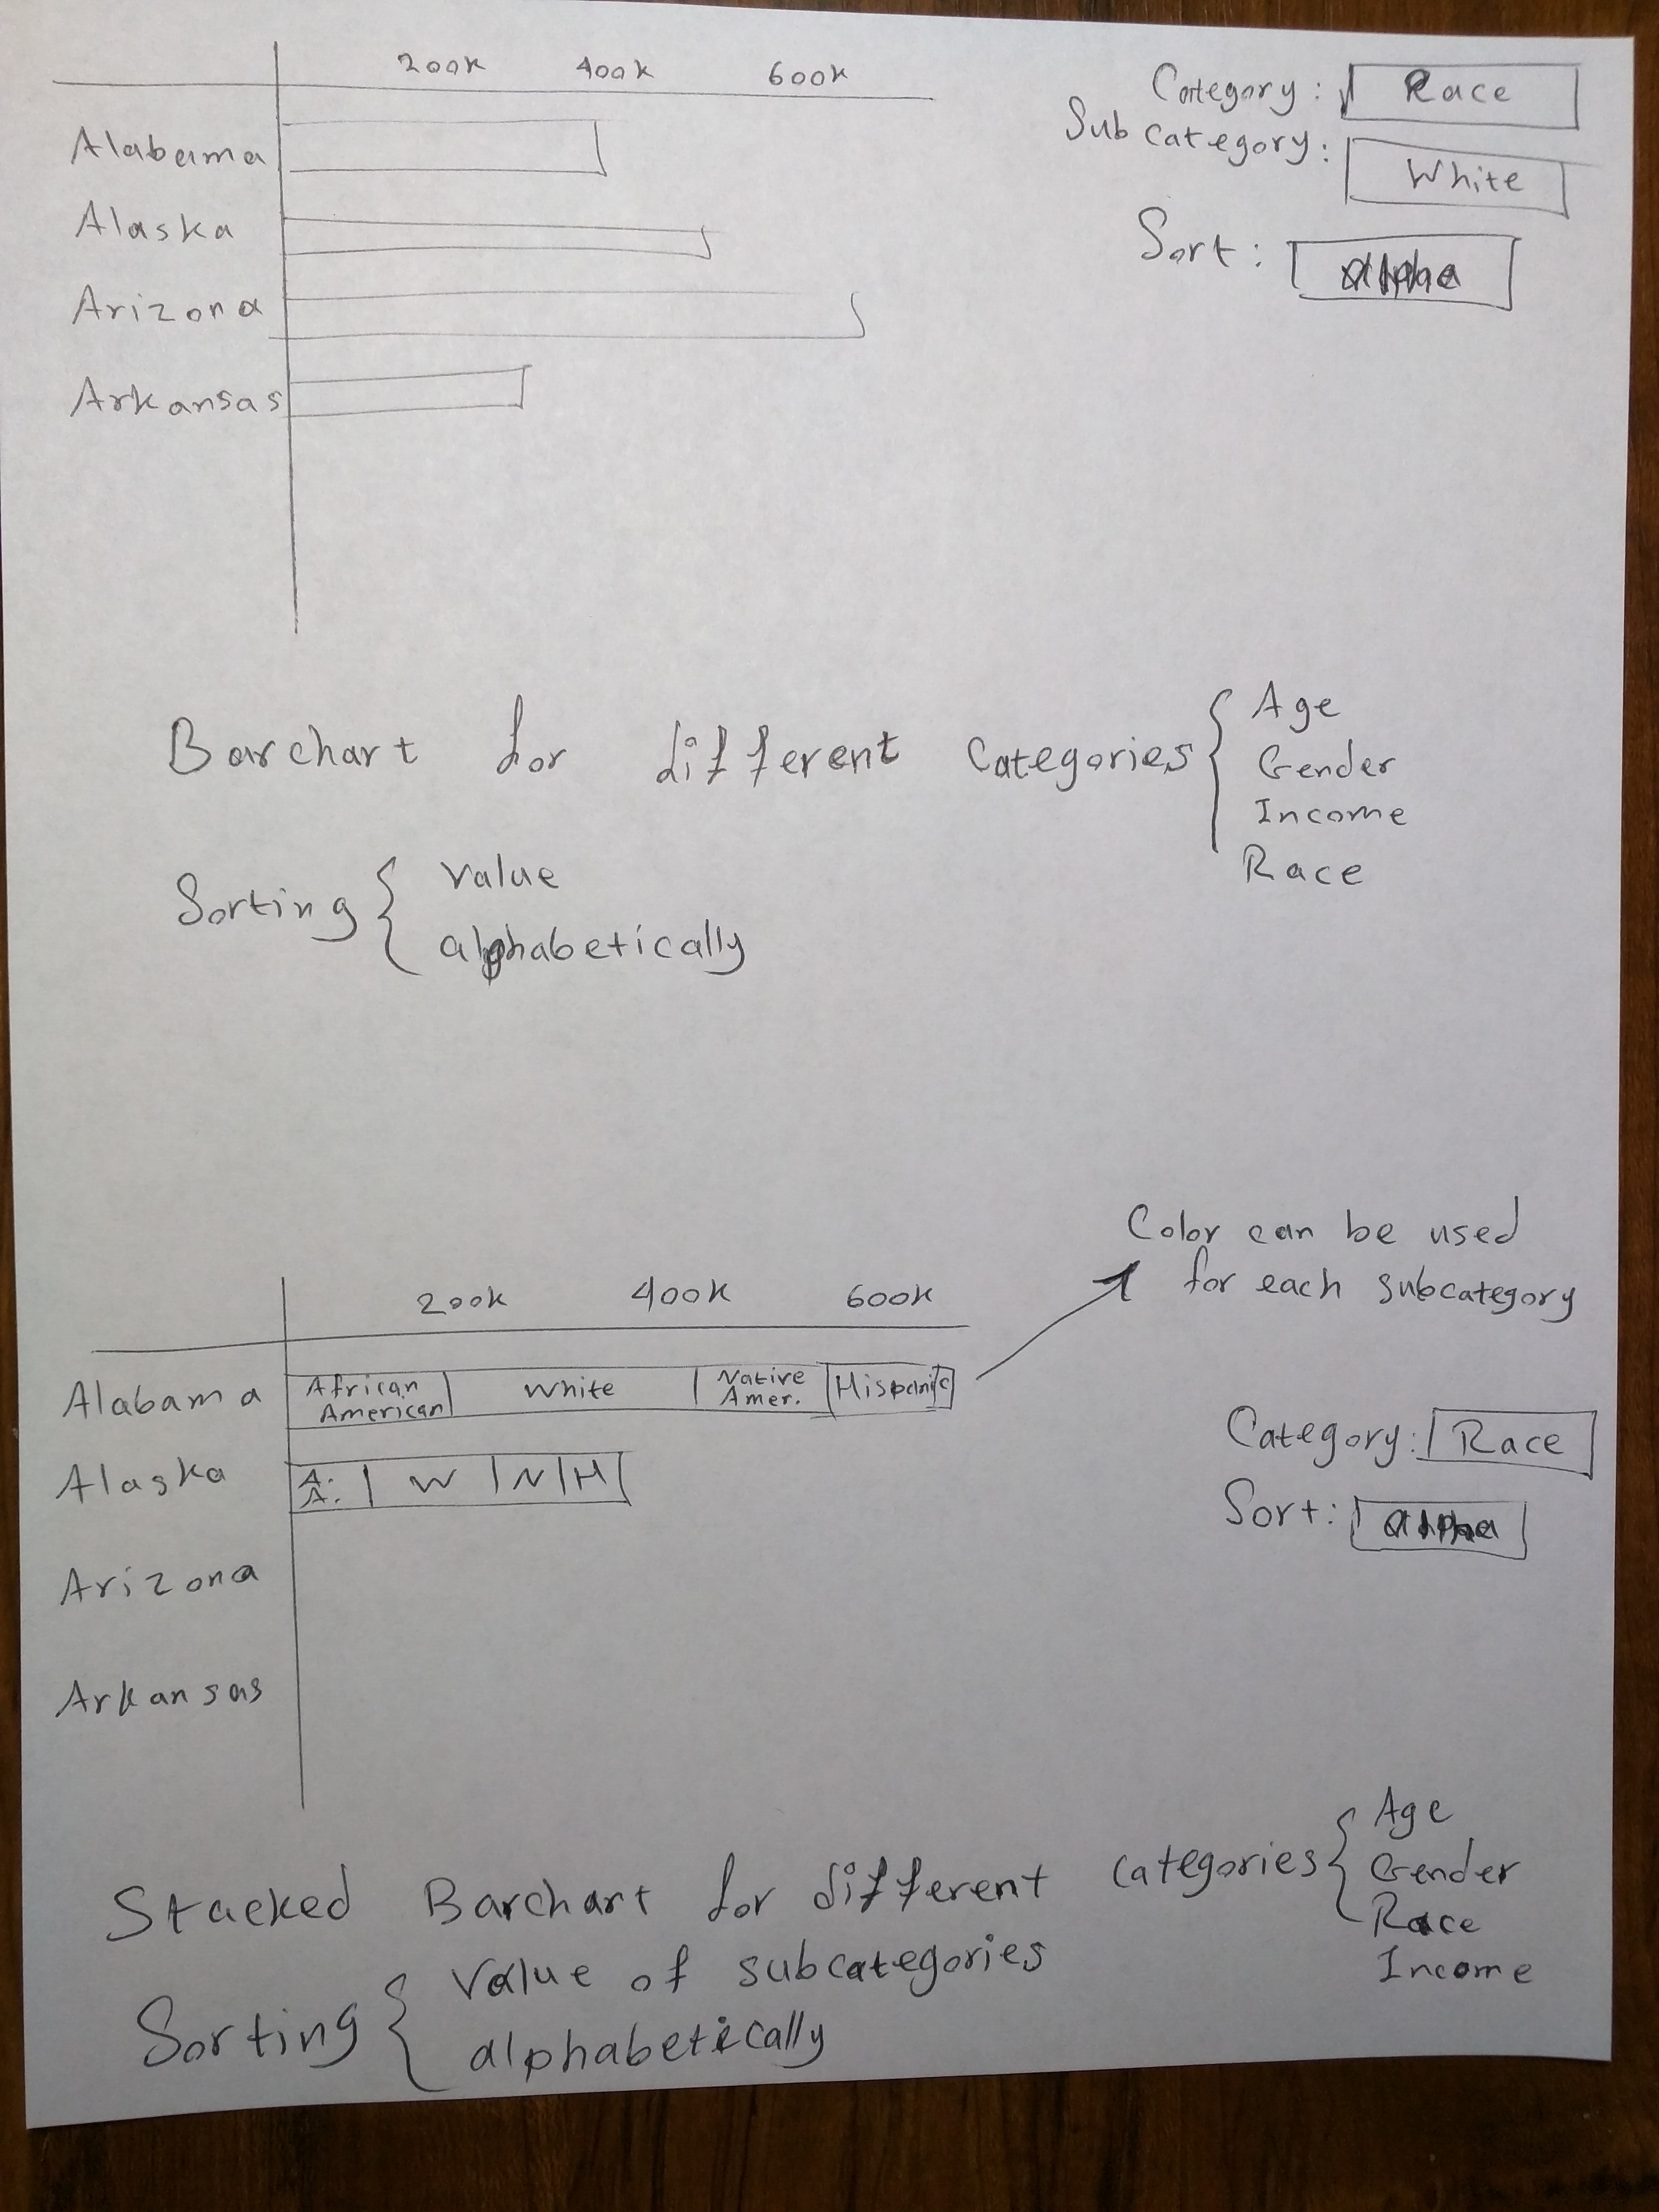 200k 400k 600k
Category: Race
Sub category: White
Sort: alpha
Alabama
Alaska
Arizona
Arkansas
Barchart for different categories { Age
Gender
Income
Race
Sorting { value
alphabetically
Color can be used
for each subcategory
200k 400k 600k
Alabama African American White Native Amer. Hispanic
Alaska A. A. W N H
Category: Race
Sort: alpha
Arizona
Arkansas
Stacked Barchart for different categories { Age
Gender
Race
Income
Sorting { Value of subcategories
alphabetically